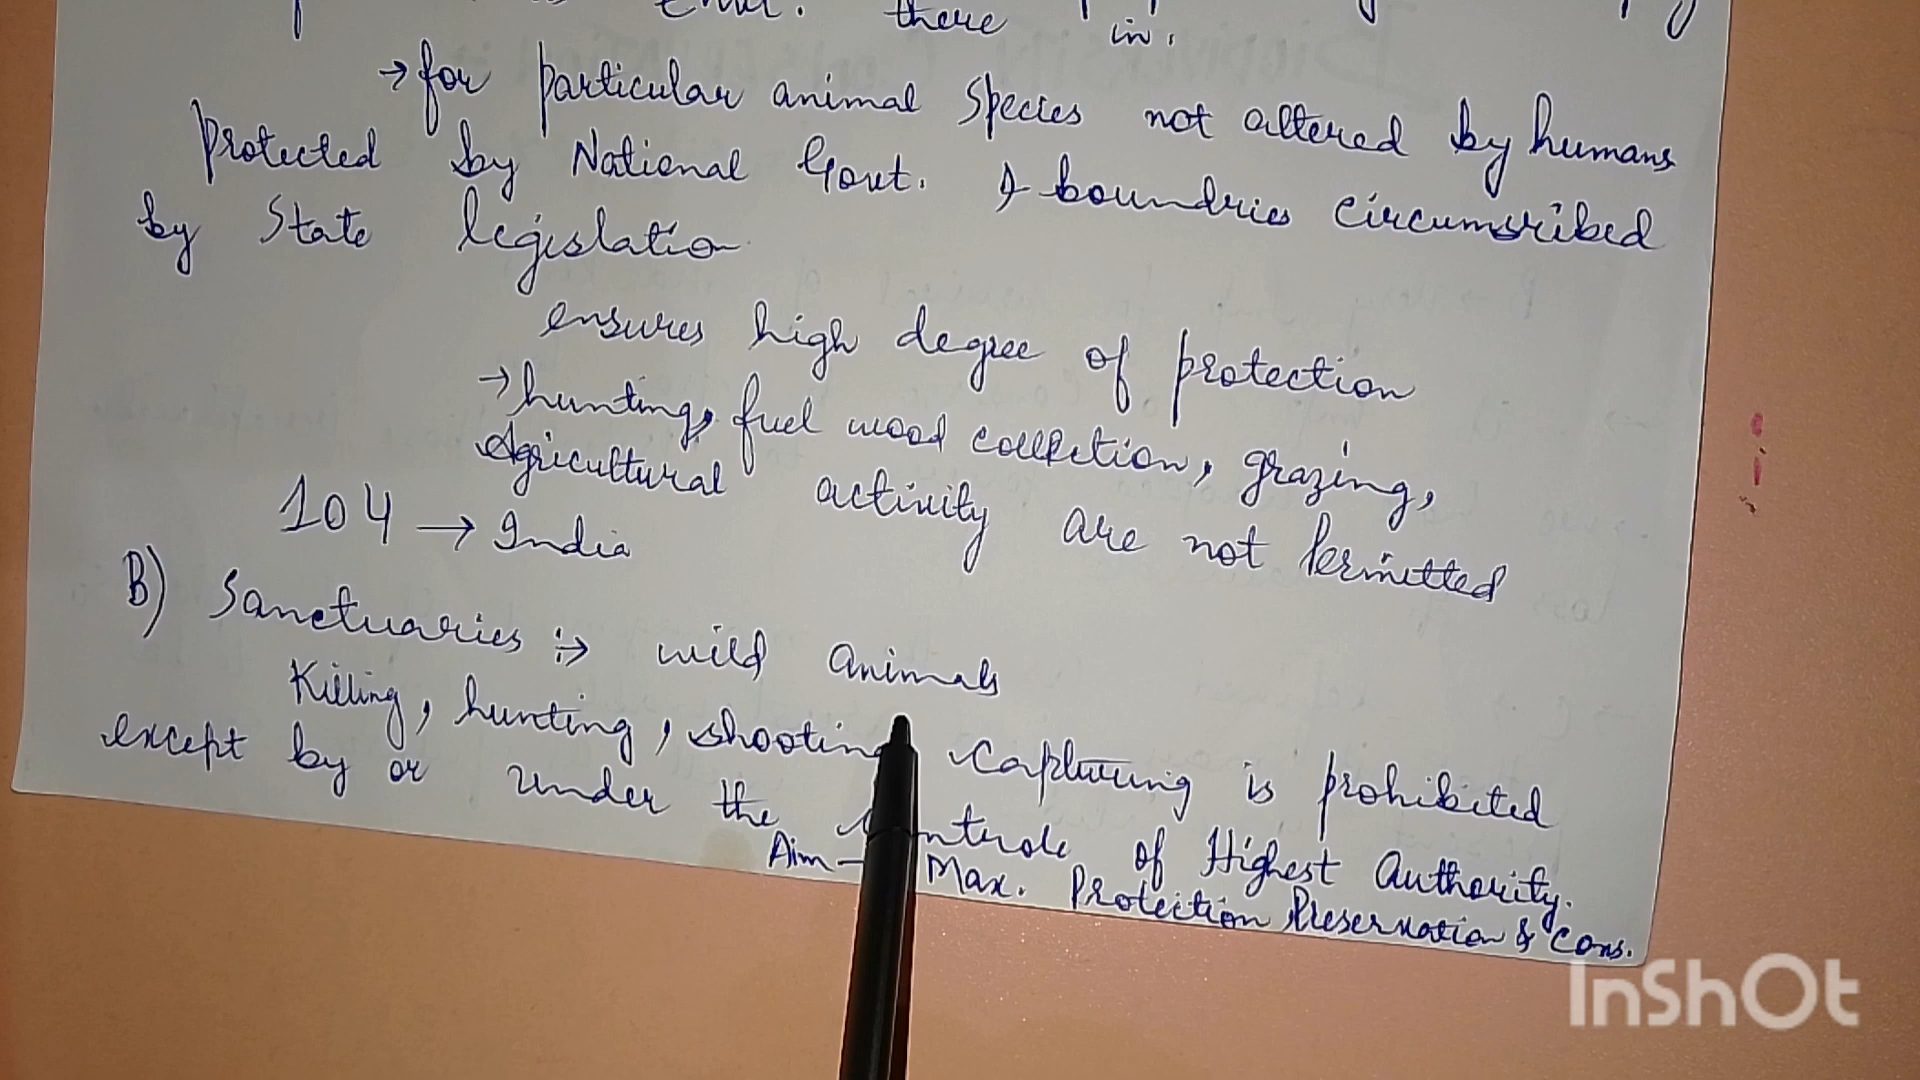 there in.
→ for particular animal Species not altered by humans
Protected by National Govt. & boundries circumsribed
by State legislation
ensures high degree of protection
→ hunting, fuel wood collection, grazing,
Agricultural activity are not permitted
104 → India
B) Sanctuaries :→ wild animals
Killing, hunting, shooting capturing is prohibited
except by or under the of Highest Authority.
Aim - Max. Protection Preservation & Cons.
InShOt